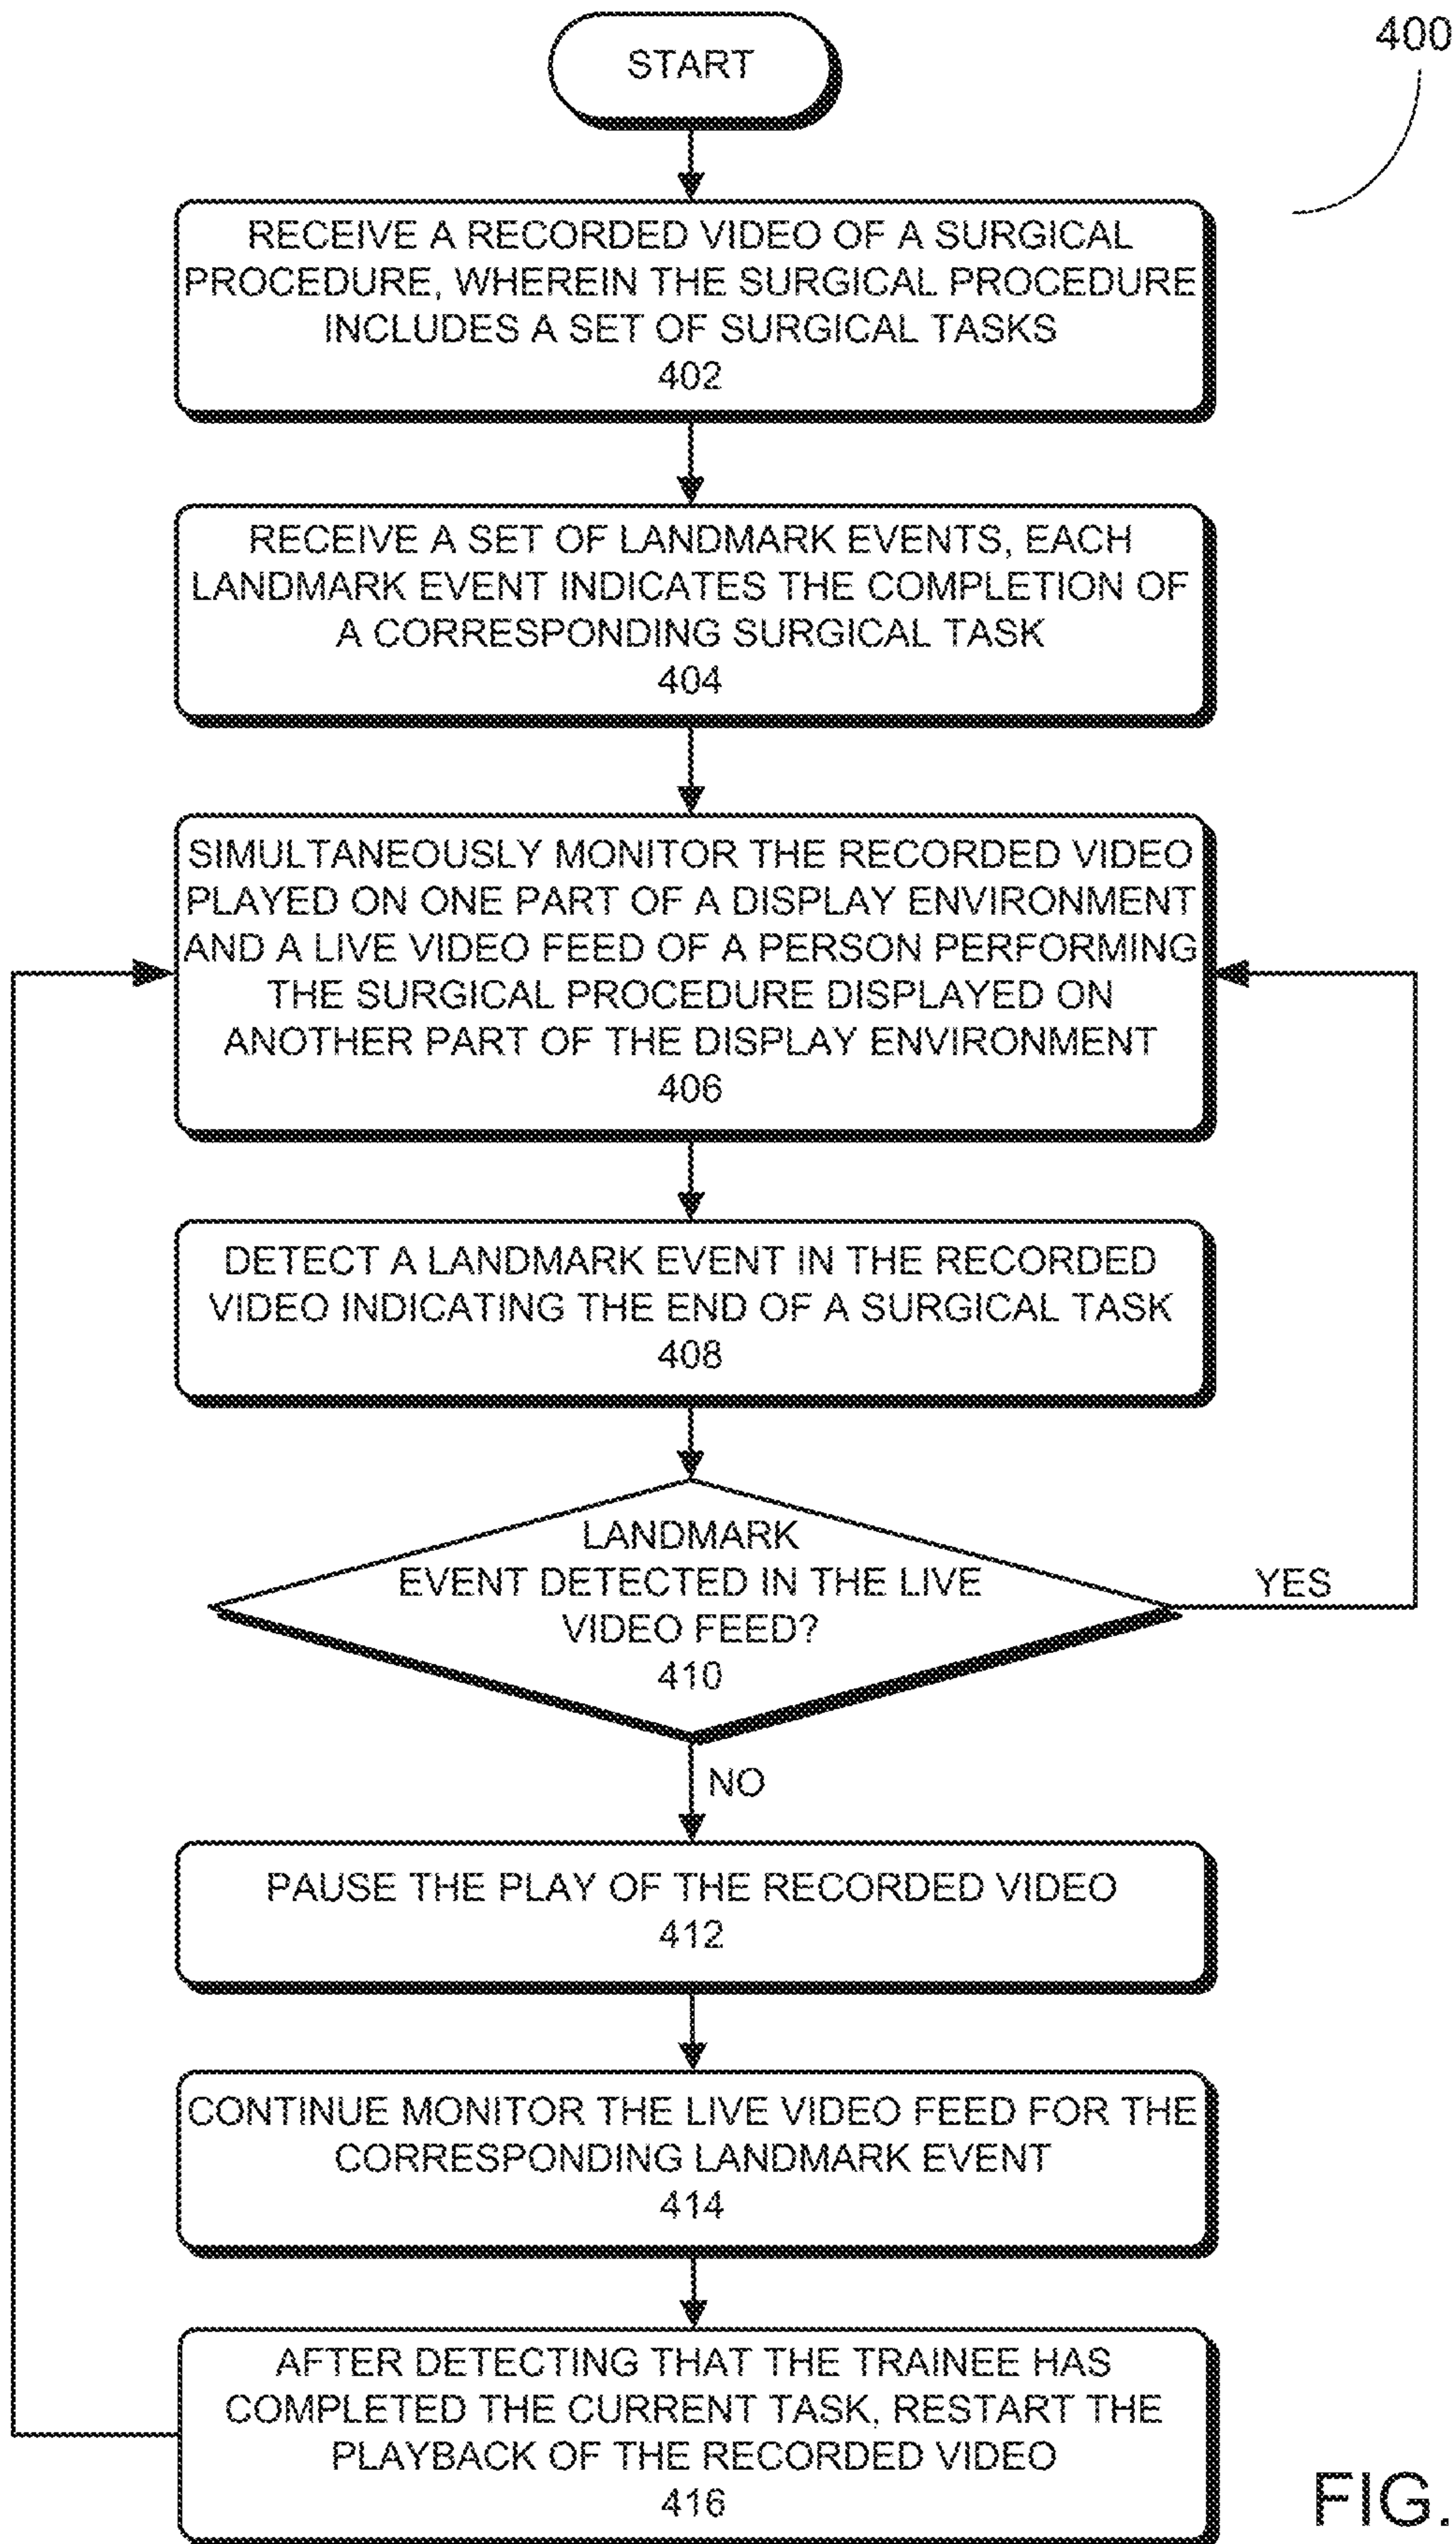 400
START
RECEIVE A RECORDED VIDEO OF A SURGICAL
PROCEDURE, WHEREIN THE SURGICAL PROCEDURE
INCLUDES A SET OF SURGICAL TASKS
402
RECEIVE A SET OF LANDMARK EVENTS, EACH
LANDMARK EVENT INDICATES THE COMPLETION OF
A CORRESPONDING SURGICAL TASK
404
SIMULTANEOUSLY MONITOR THE RECORDED VIDEO
PLAYED ON ONE PART OF A DISPLAY ENVIRONMENT
AND A LIVE VIDEO FEED OF A PERSON PERFORMING
THE SURGICAL PROCEDURE DISPLAYED ON
ANOTHER PART OF THE DISPLAY ENVIRONMENT
406
DETECT A LANDMARK EVENT IN THE RECORDED
VIDEO INDICATING THE END OF A SURGICAL TASK
408
LANDMARK
EVENT DETECTED IN THE LIVE
VIDEO FEED?
410
YES
NO
PAUSE THE PLAY OF THE RECORDED VIDEO
412
CONTINUE MONITOR THE LIVE VIDEO FEED FOR THE
CORRESPONDING LANDMARK EVENT
414
AFTER DETECTING THAT THE TRAINEE HAS
COMPLETED THE CURRENT TASK, RESTART THE
PLAYBACK OF THE RECORDED VIDEO
416
FIG.